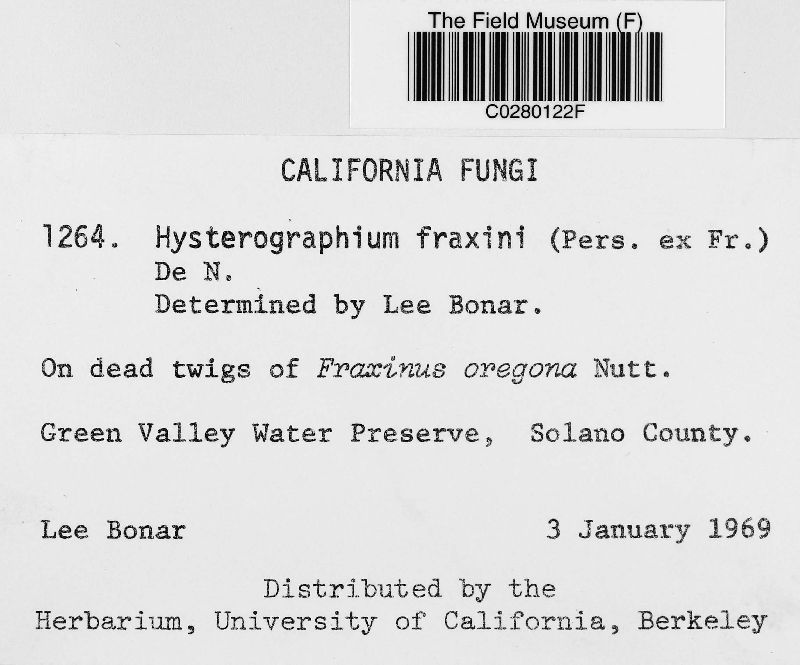 The Field Museum (F)
C0280122F
CALIFORNIA FUNGI
1264. Hysterographium fraxini (Pers. ex Fr.)
De N.
Determined by Lee Bonar.
On dead twigs of Fraxinus oregona Nutt.
Green Valley Water Preserve, Solano County.
Lee Bonar 3 January 1969
Distributed by the
Herbarium, University of California, Berkeley